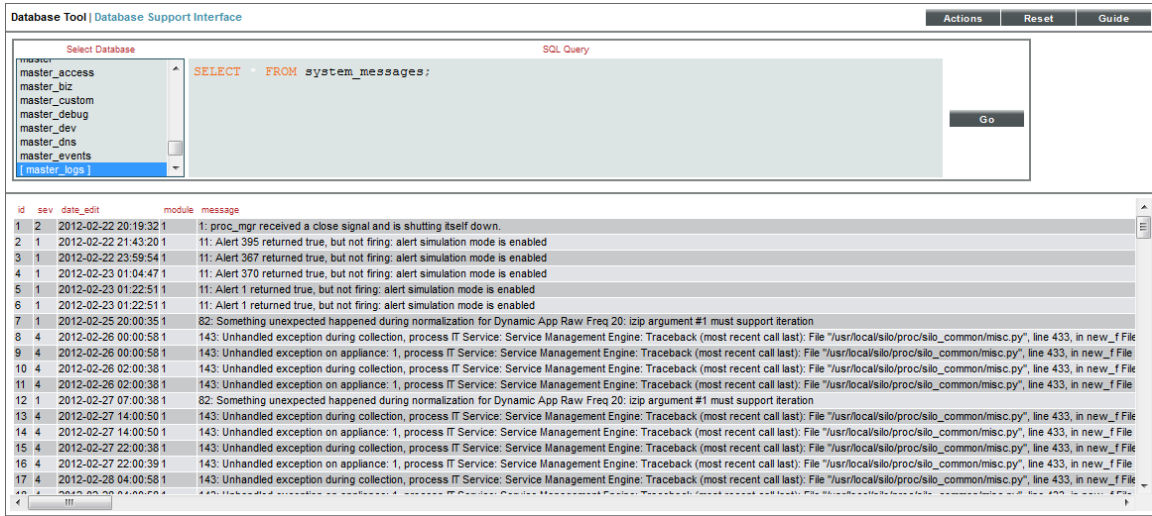 Database Tool | Database Support Interface
Actions Reset Guide
Select Database SQL Query
master
master_access
master_biz
master_custom
master_debug
master_dev
master_dns
master_events
[ master_logs ]
SELECT * FROM system_messages;
Go
id sev date_edit module message
1 2 2012-02-22 20:19:32 1 1: proc_mgr received a close signal and is shutting itself down.
2 1 2012-02-22 21:43:20 1 11: Alert 395 returned true, but not firing: alert simulation mode is enabled
3 1 2012-02-22 23:59:54 1 11: Alert 367 returned true, but not firing: alert simulation mode is enabled
4 1 2012-02-23 01:04:47 1 11: Alert 370 returned true, but not firing: alert simulation mode is enabled
5 1 2012-02-23 01:22:51 1 11: Alert 1 returned true, but not firing: alert simulation mode is enabled
6 1 2012-02-23 01:22:51 1 11: Alert 1 returned true, but not firing: alert simulation mode is enabled
7 1 2012-02-25 20:00:35 1 82: Something unexpected happened during normalization for Dynamic App Raw Freq 20: izip argument #1 must support iteration
8 4 2012-02-26 00:00:58 1 143: Unhandled exception during collection, process IT Service: Service Management Engine: Traceback (most recent call last): File "/usr/local/silo/proc/silo_common/misc.py", line 433, in new_f File
9 4 2012-02-26 00:00:58 1 143: Unhandled exception on appliance: 1, process IT Service: Service Management Engine: Traceback (most recent call last): File "/usr/local/silo/proc/silo_common/misc.py", line 433, in new_f File
10 4 2012-02-26 02:00:38 1 143: Unhandled exception during collection, process IT Service: Service Management Engine: Traceback (most recent call last): File "/usr/local/silo/proc/silo_common/misc.py", line 433, in new_f File
11 4 2012-02-26 02:00:38 1 143: Unhandled exception on appliance: 1, process IT Service: Service Management Engine: Traceback (most recent call last): File "/usr/local/silo/proc/silo_common/misc.py", line 433, in new_f File
12 1 2012-02-27 07:00:38 1 82: Something unexpected happened during normalization for Dynamic App Raw Freq 20: izip argument #1 must support iteration
13 4 2012-02-27 14:00:50 1 143: Unhandled exception during collection, process IT Service: Service Management Engine: Traceback (most recent call last): File "/usr/local/silo/proc/silo_common/misc.py", line 433, in new_f File
14 4 2012-02-27 14:00:50 1 143: Unhandled exception on appliance: 1, process IT Service: Service Management Engine: Traceback (most recent call last): File "/usr/local/silo/proc/silo_common/misc.py", line 433, in new_f File
15 4 2012-02-27 22:00:38 1 143: Unhandled exception during collection, process IT Service: Service Management Engine: Traceback (most recent call last): File "/usr/local/silo/proc/silo_common/misc.py", line 433, in new_f File
16 4 2012-02-27 22:00:39 1 143: Unhandled exception on appliance: 1, process IT Service: Service Management Engine: Traceback (most recent call last): File "/usr/local/silo/proc/silo_common/misc.py", line 433, in new_f File
17 4 2012-02-28 04:00:58 1 143: Unhandled exception during collection, process IT Service: Service Management Engine: Traceback (most recent call last): File "/usr/local/silo/proc/silo_common/misc.py", line 433, in new_f File